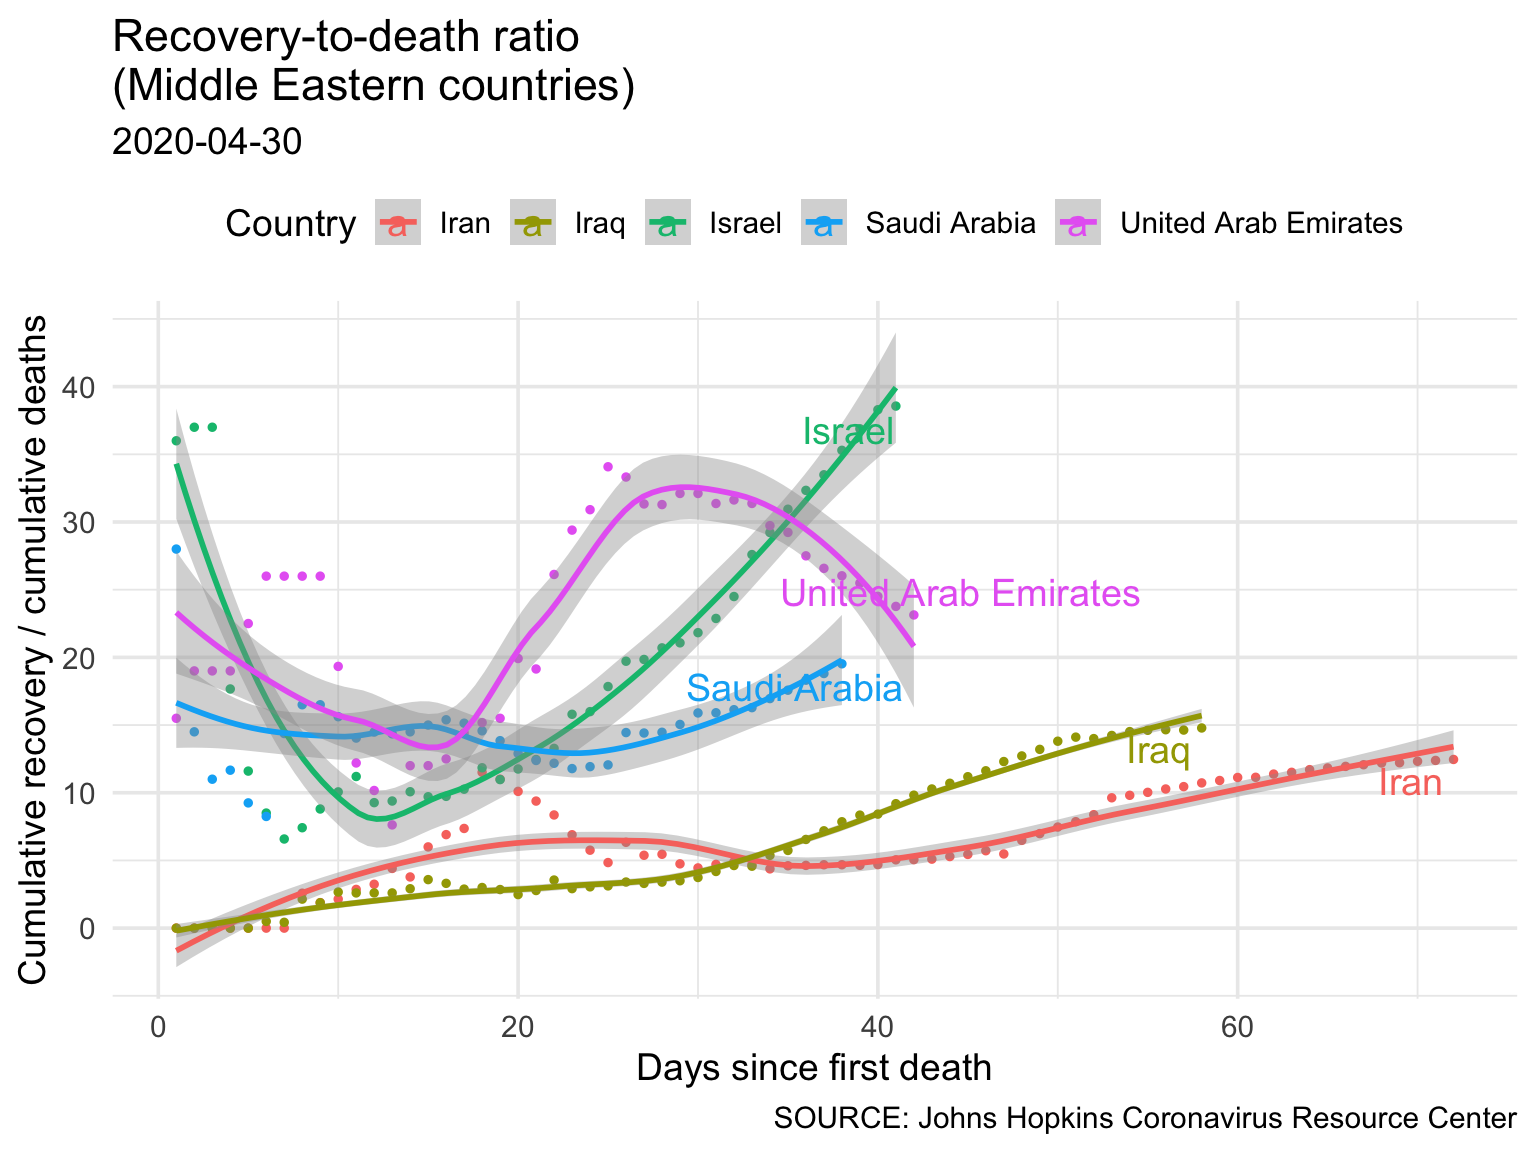 Recovery-to-death ratio
(Middle Eastern countries)
2020-04-30
Country a Iran a Iraq a Israel a Saudi Arabia a United Arab Emirates
Cumulative recovery / cumulative deaths
40
30
20
10
0
Israel
United Arab Emirates
Saudi Arabia
Iraq
Iran
0 20 40 60
Days since first death
SOURCE: Johns Hopkins Coronavirus Resource Center